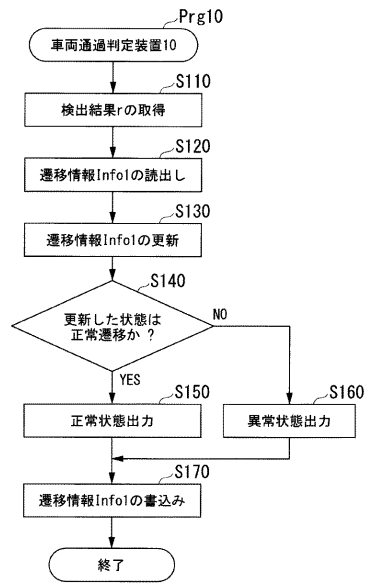 Prg10
車両通過判定装置10
S110
検出結果rの取得
S120
遷移情報Info1の読出し
S130
遷移情報Info1の更新
S140
更新した状態は
正常遷移か ?
NO
YES
S150
正常状態出力
S160
異常状態出力
S170
遷移情報Info1の書込み
終了